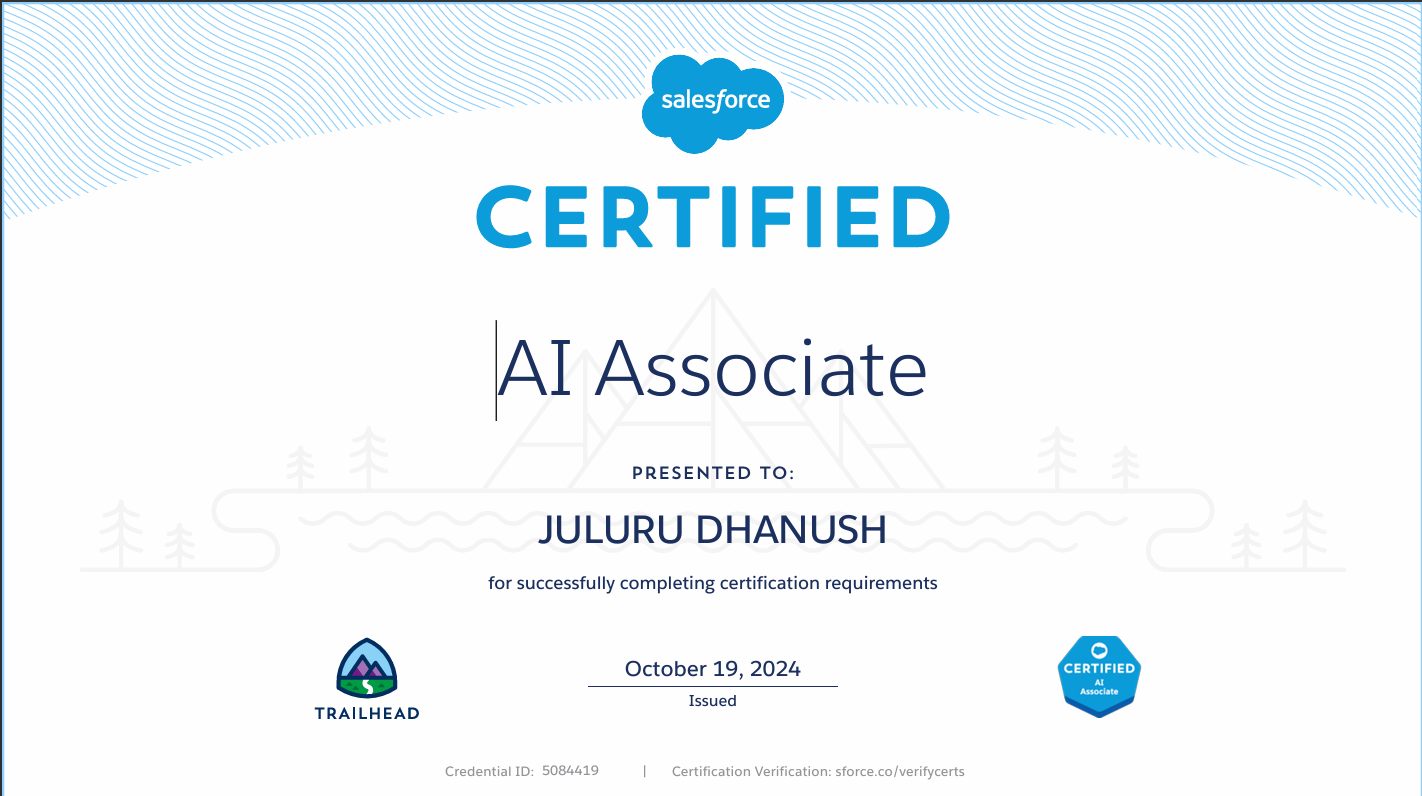 salesforce
CERTIFIED
AI Associate
PRESENTED TO:
JULURU DHANUSH
for successfully completing certification requirements
October 19, 2024
Issued
TRAILHEAD
CERTIFIED
AI
Associate
Credential ID: 5084419 | Certification Verification: sforce.co/verifycerts